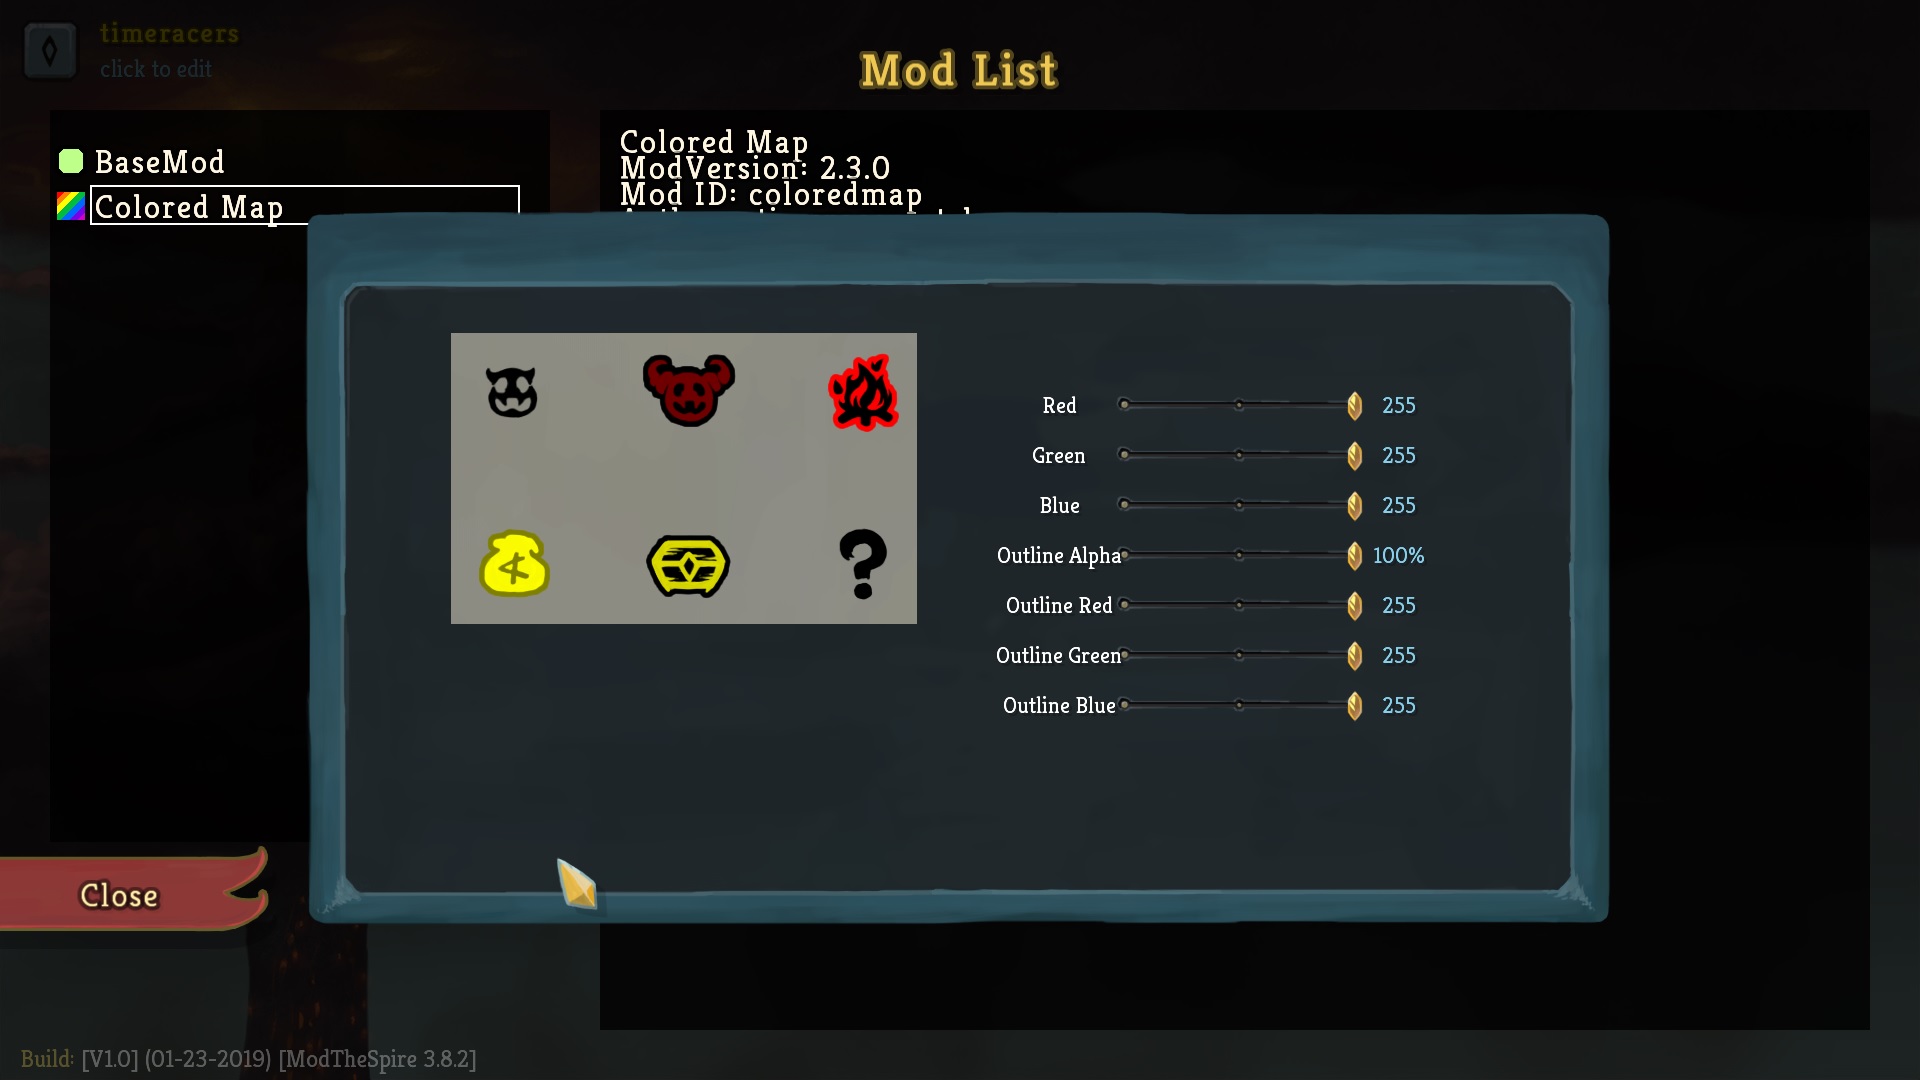 timeracers
click to edit
Mod List
BaseMod
Colored Map
Colored Map
ModVersion: 2.3.0
Mod ID: coloredmap
Red 255
Green 255
Blue 255
Outline Alpha 100%
Outline Red 255
Outline Green 255
Outline Blue 255
Close
Build: [V1.0] (01-23-2019) [ModTheSpire 3.8.2]